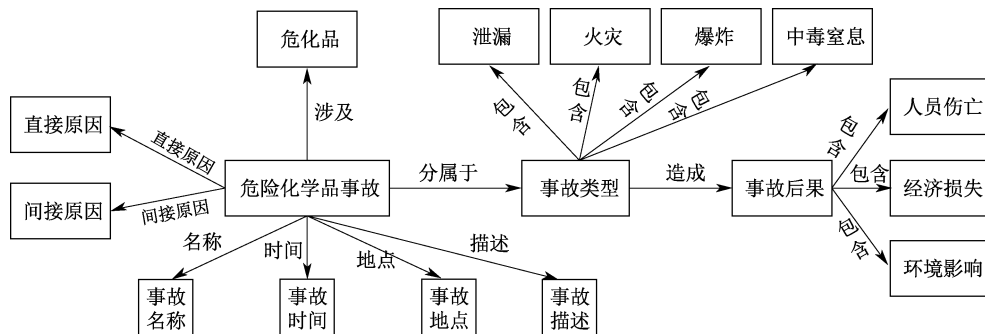 危化品
泄漏
火灾
爆炸
中毒窒息
涉及
包含
包含
包含
包含
直接原因
直接原因
人员伤亡
包含
危险化学品事故
分属于
事故类型
造成
事故后果
包含
经济损失
间接原因
间接原因
包含
环境影响
名称
时间
地点
描述
事故
名称
事故
时间
事故
地点
事故
描述